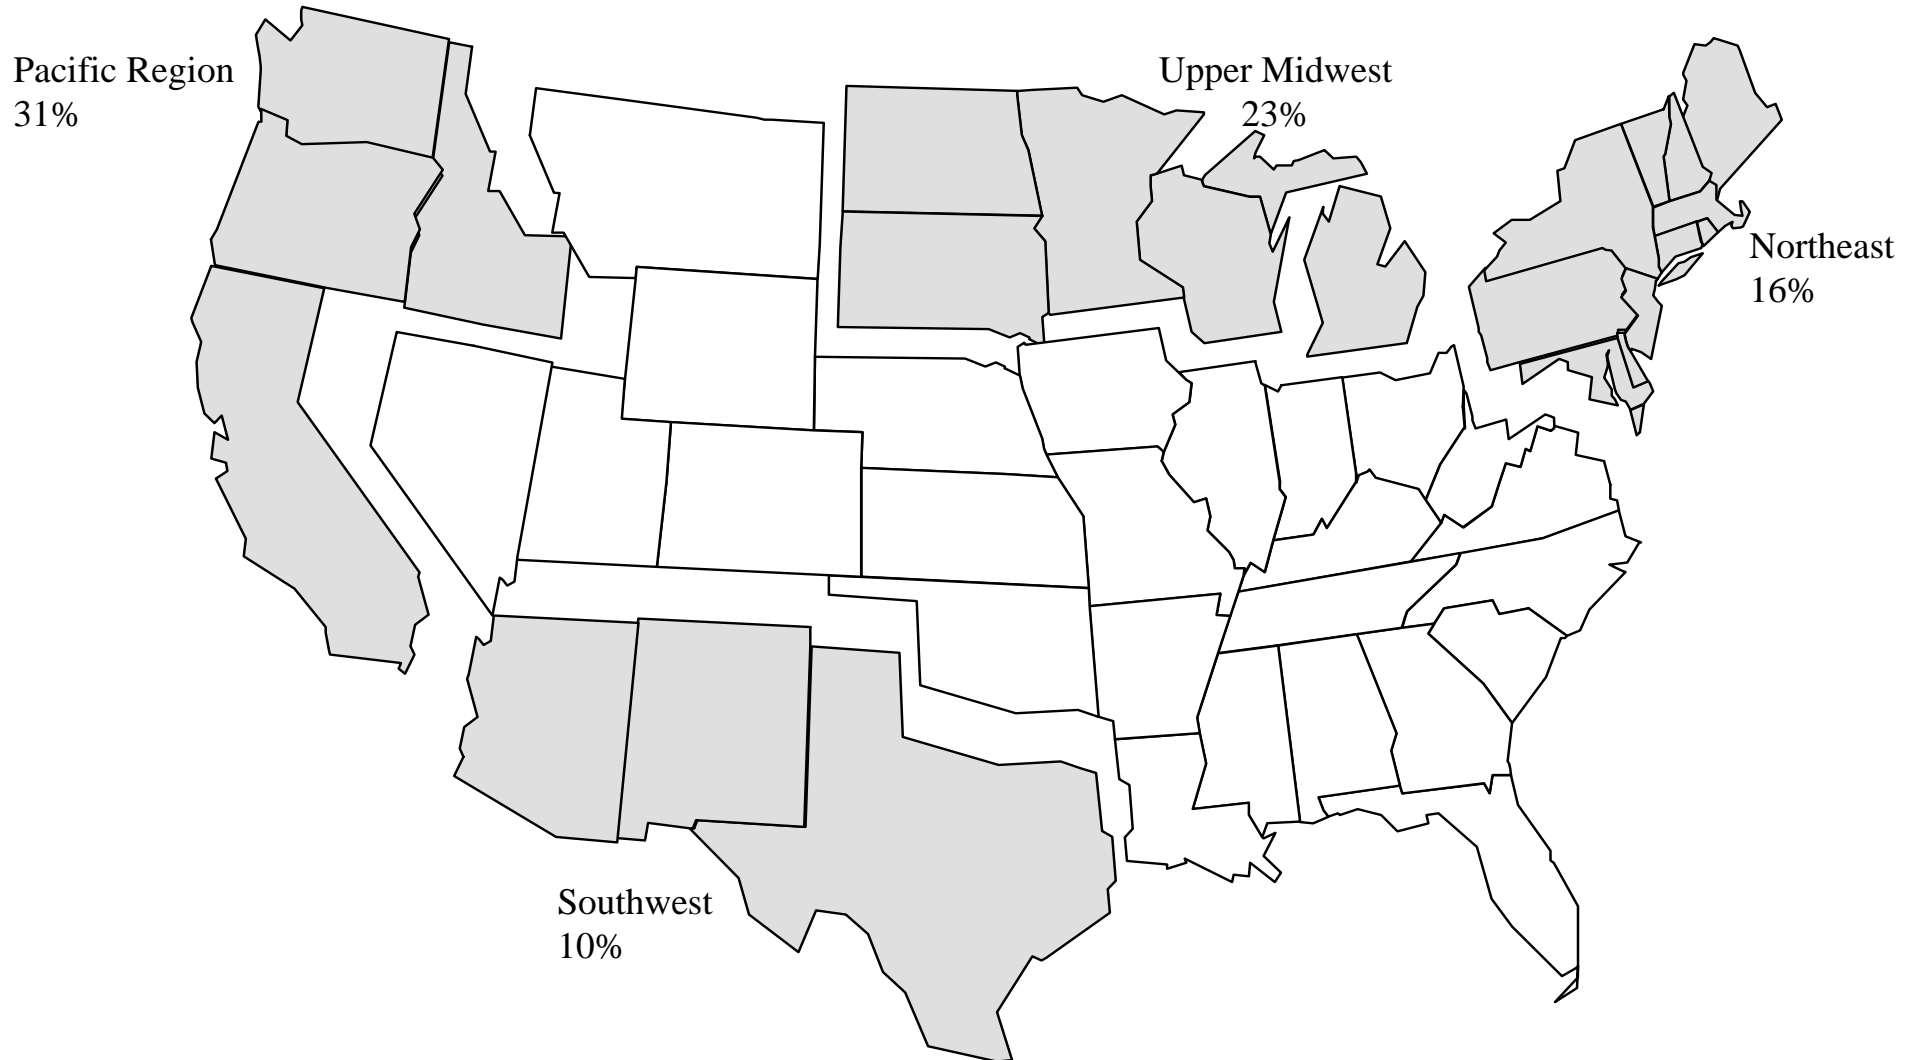 Pacific Region
31%
Upper Midwest
23%
Northeast
16%
Southwest
10%